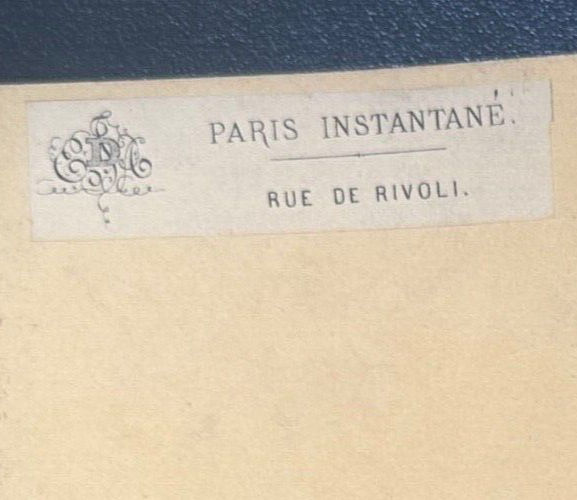 PARIS INSTANTANÉ.
RUE DE RIVOLI.